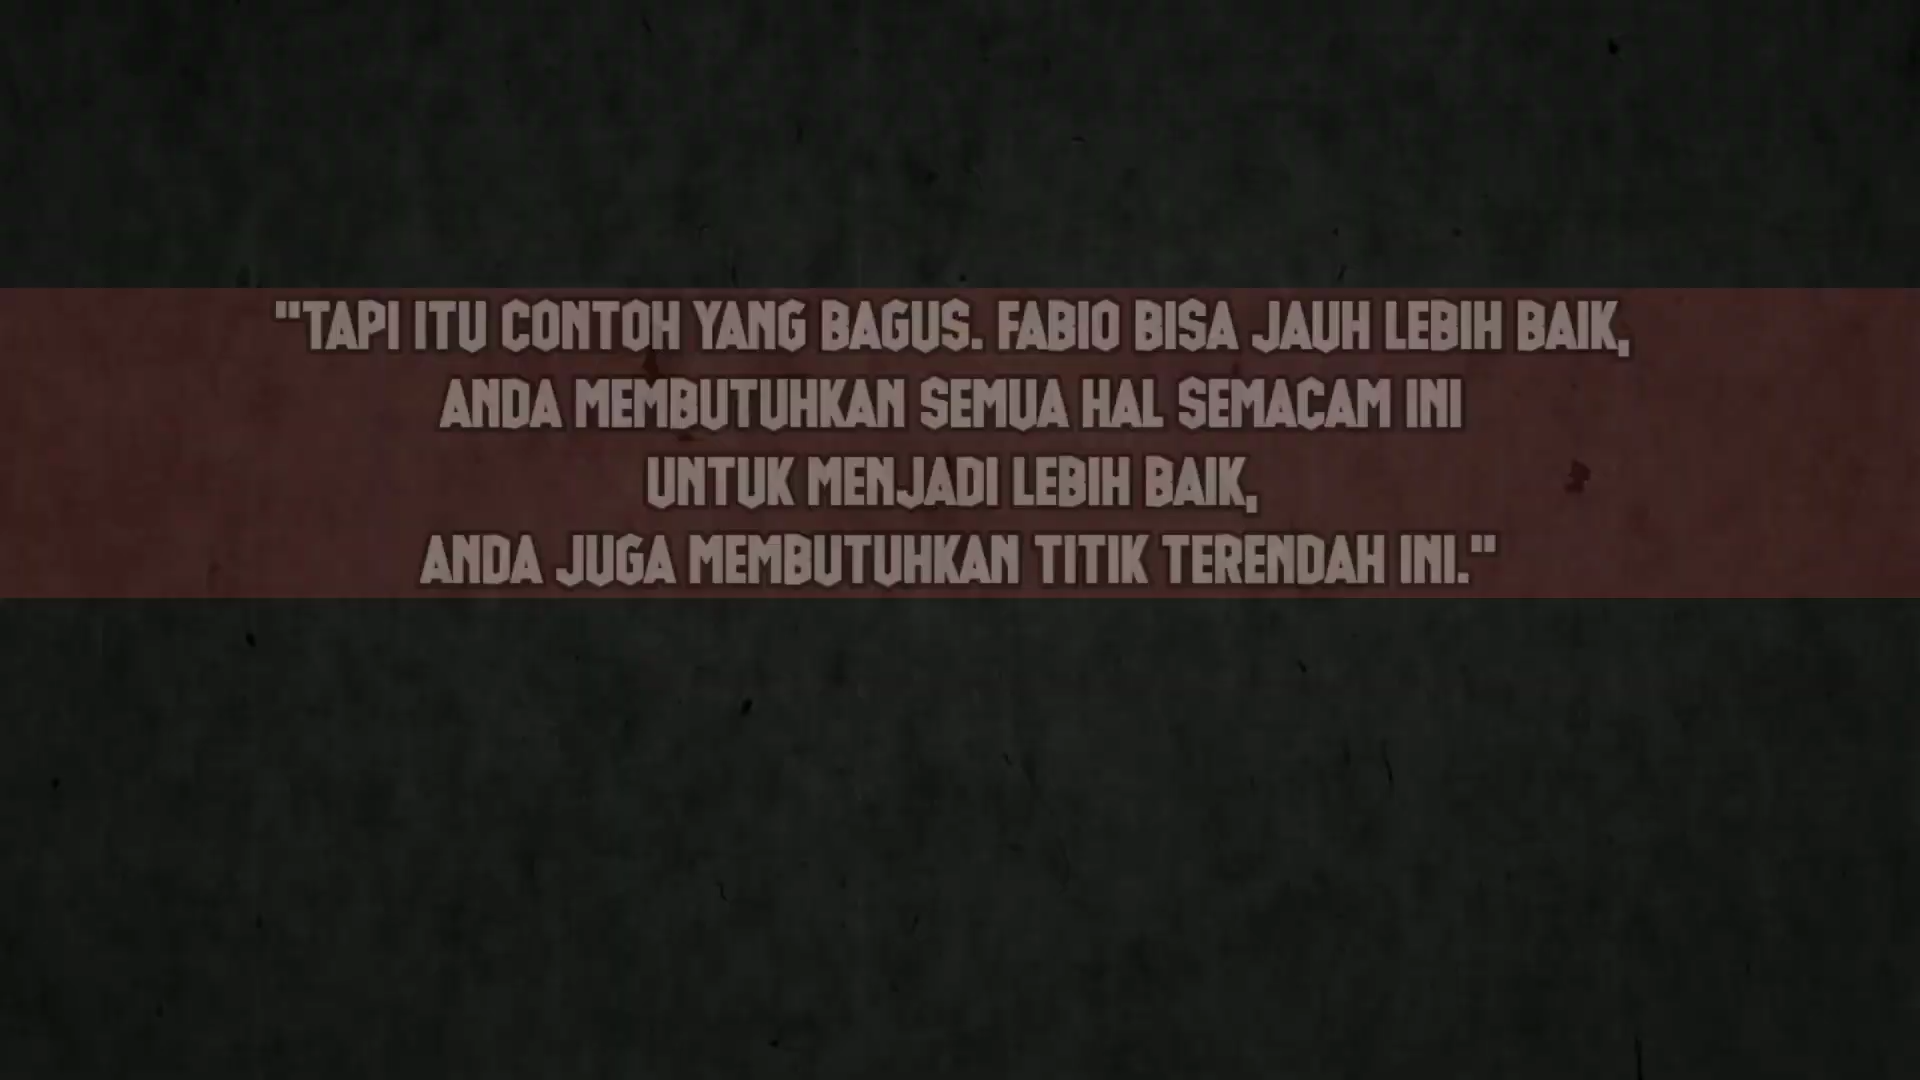 "TAPI ITU CONTOH YANG BAGUS. FABIO BISA JAUH LEBIH BAIK,
ANDA MEMBUTUHKAN SEMUA HAL SEMACAM INI
UNTUK MENJADI LEBIH BAIK,
ANDA JUGA MEMBUTUHKAN TITIK TERENDAH INI."